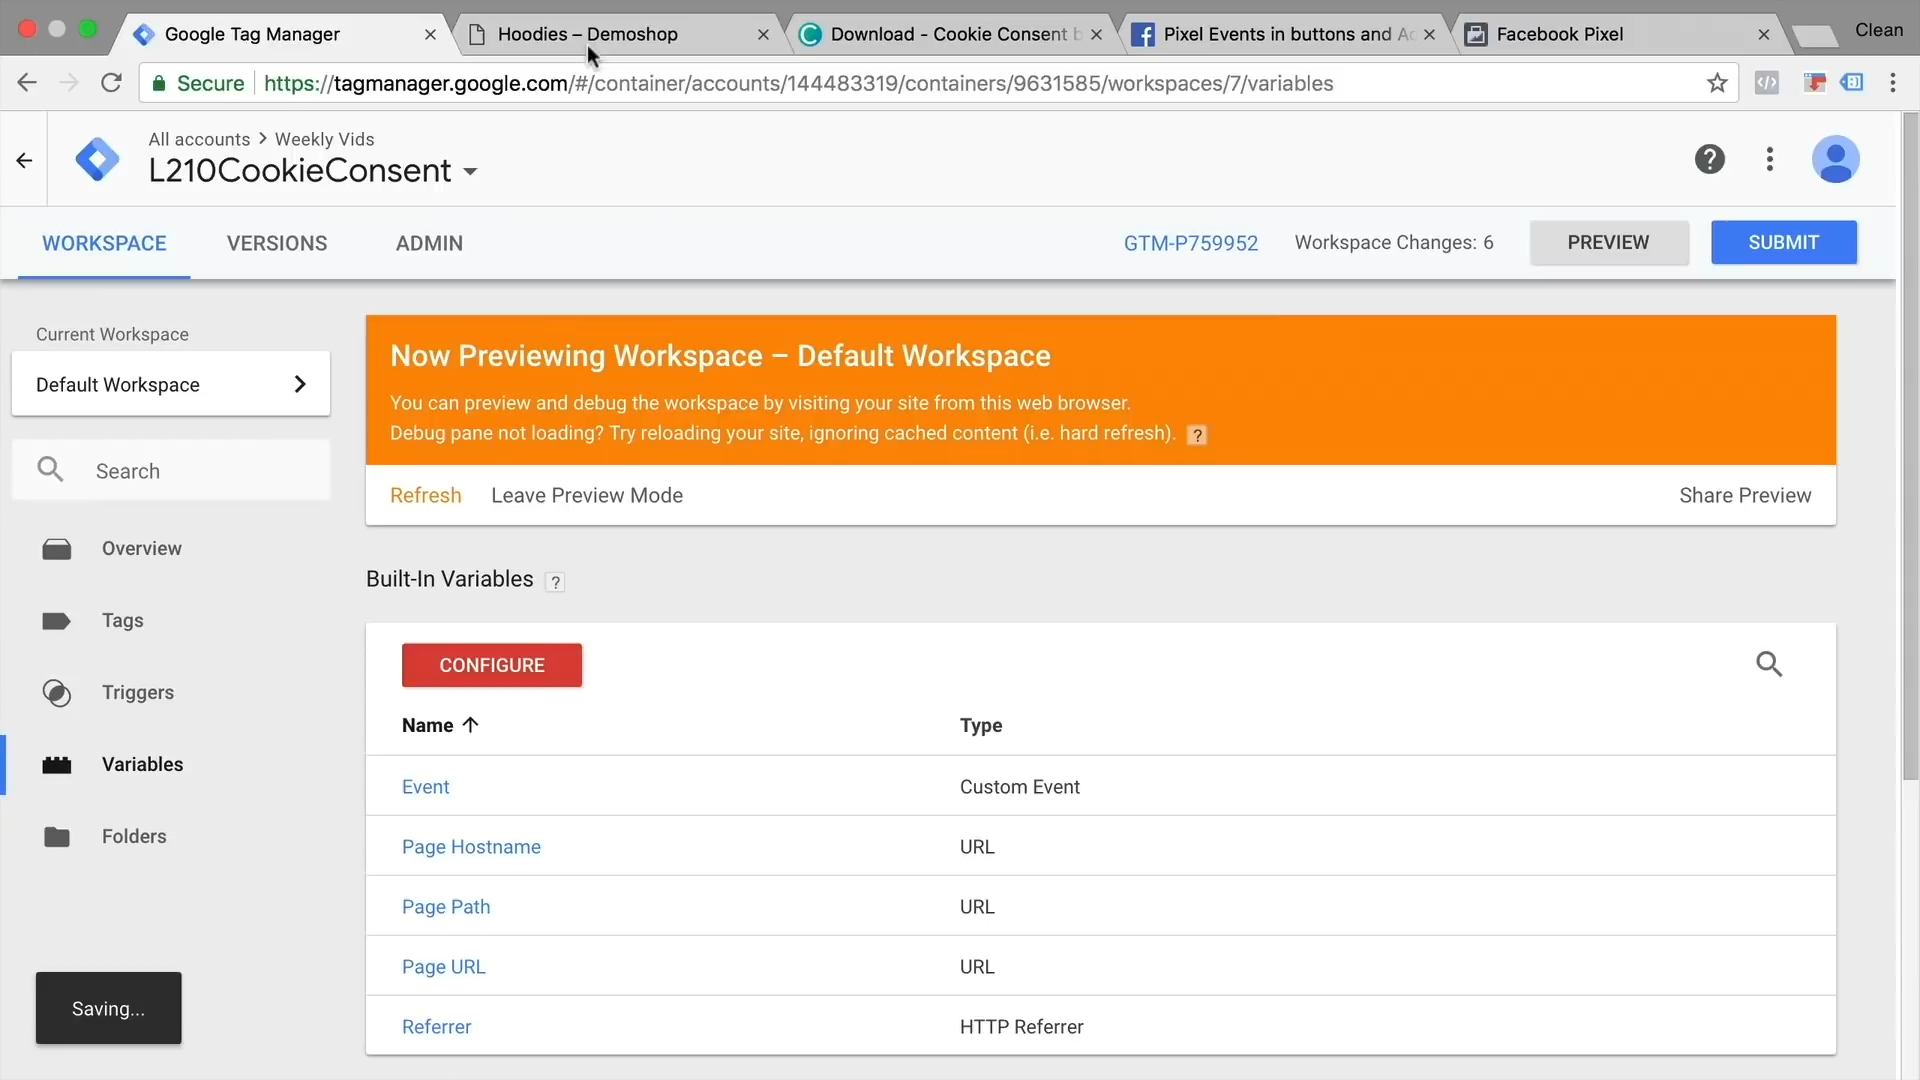 Google Tag Manager
Hoodies – Demoshop
Download - Cookie Consent b
Pixel Events in buttons and Ad
Facebook Pixel
Clean
Secure
https://tagmanager.google.com/#/container/accounts/144483319/containers/9631585/workspaces/7/variables
All accounts > Weekly Vids
L210CookieConsent
WORKSPACE
VERSIONS
ADMIN
GTM-P759952
Workspace Changes: 6
PREVIEW
SUBMIT
Current Workspace
Default Workspace
Search
Overview
Tags
Triggers
Variables
Folders
Saving...
Now Previewing Workspace – Default Workspace
You can preview and debug the workspace by visiting your site from this web browser.
Debug pane not loading? Try reloading your site, ignoring cached content (i.e. hard refresh). ?
Refresh
Leave Preview Mode
Share Preview
Built-In Variables ?
CONFIGURE
Name
Type
Event
Custom Event
Page Hostname
URL
Page Path
URL
Page URL
URL
Referrer
HTTP Referrer